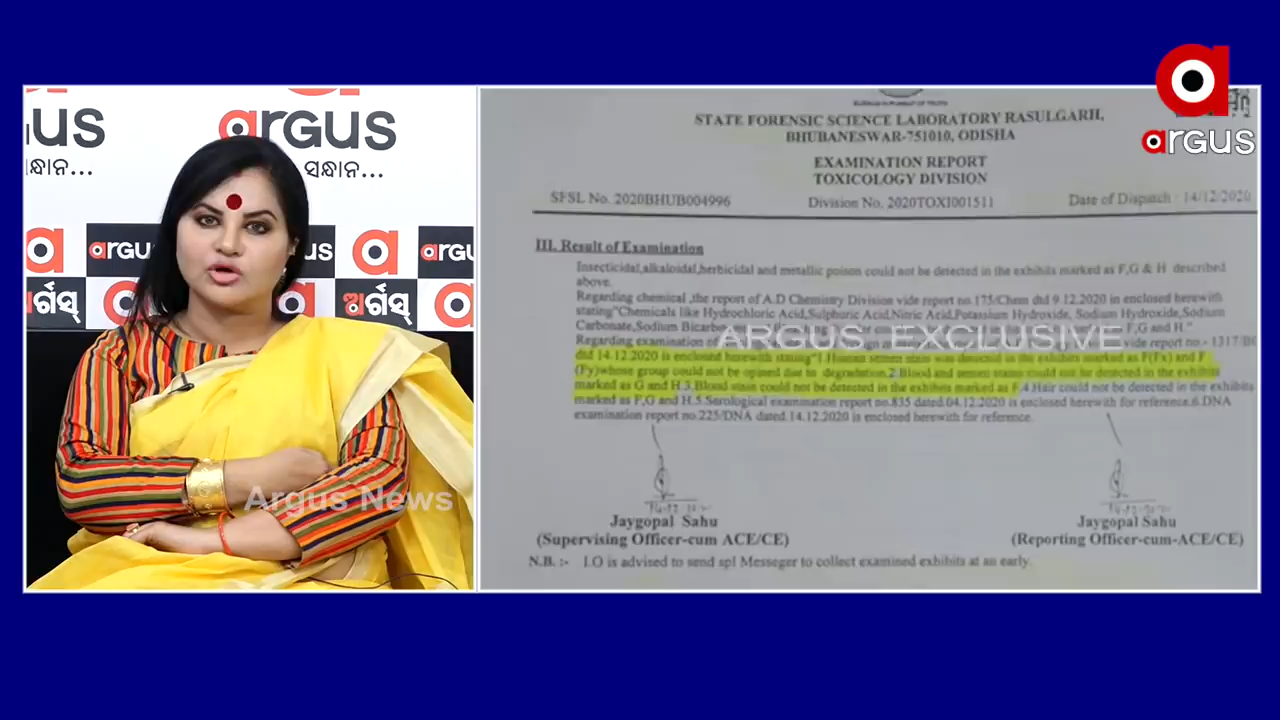 argus
argus
argus
ସନ୍ଧାନ...
argus
argus
ଅର୍ଗସ୍
Argus News
STATE FORENSIC SCIENCE LABORATORY RASULGARH,
BHUBANESWAR-751010, ODISHA
EXAMINATION REPORT
TOXICOLOGY DIVISION
SFSL No. 2020BHUB004996 Division No. 2020TOXI001511 Date of Dispatch : 14/12/2020
III. Result of Examination
Insecticidal,alkaloidal,herbicidal and metallic poison could not be detected in the exhibits marked as F,G & H described
above.
Regarding chemical ,the report of A.D Chemistry Division vide report no.175/Chem dtd 9.12.2020 in enclosed herewith
stating"Chemicals like Hydrochloric Acid,Sulphuric Acid,Nitric Acid,Potassium Hydroxide, Sodium Hydroxide,Sodium
Carbonate,Sodium F,G and H."
ARGUS EXCLUSIVE
Regarding examination of vide report no.- 1317/
dtd 14.12.2020 is enclosed herewith stating"1.Human semen stain was detected in the exhibits marked as F(Fx) and F
(Fy)whose group could not be opined due to degradation.2.Blood and semen stains could not be detected in the exhibits
marked as G and H.3.Blood stain could not be detected in the exhibits marked as F.4.Hair could not be detected in the exhibits
marked as F,G and H.5.Serological examination report no.835 dated.04.12.2020 is enclosed herewith for reference.6.DNA
examination report no.225/DNA dated.14.12.2020 is enclosed herewith for reference.
Jaygopal Sahu Jaygopal Sahu
(Supervising Officer-cum ACE/CE) (Reporting Officer-cum-ACE/CE)
N.B. :- I.O is advised to send spl Messeger to collect examined exhibits at an early.